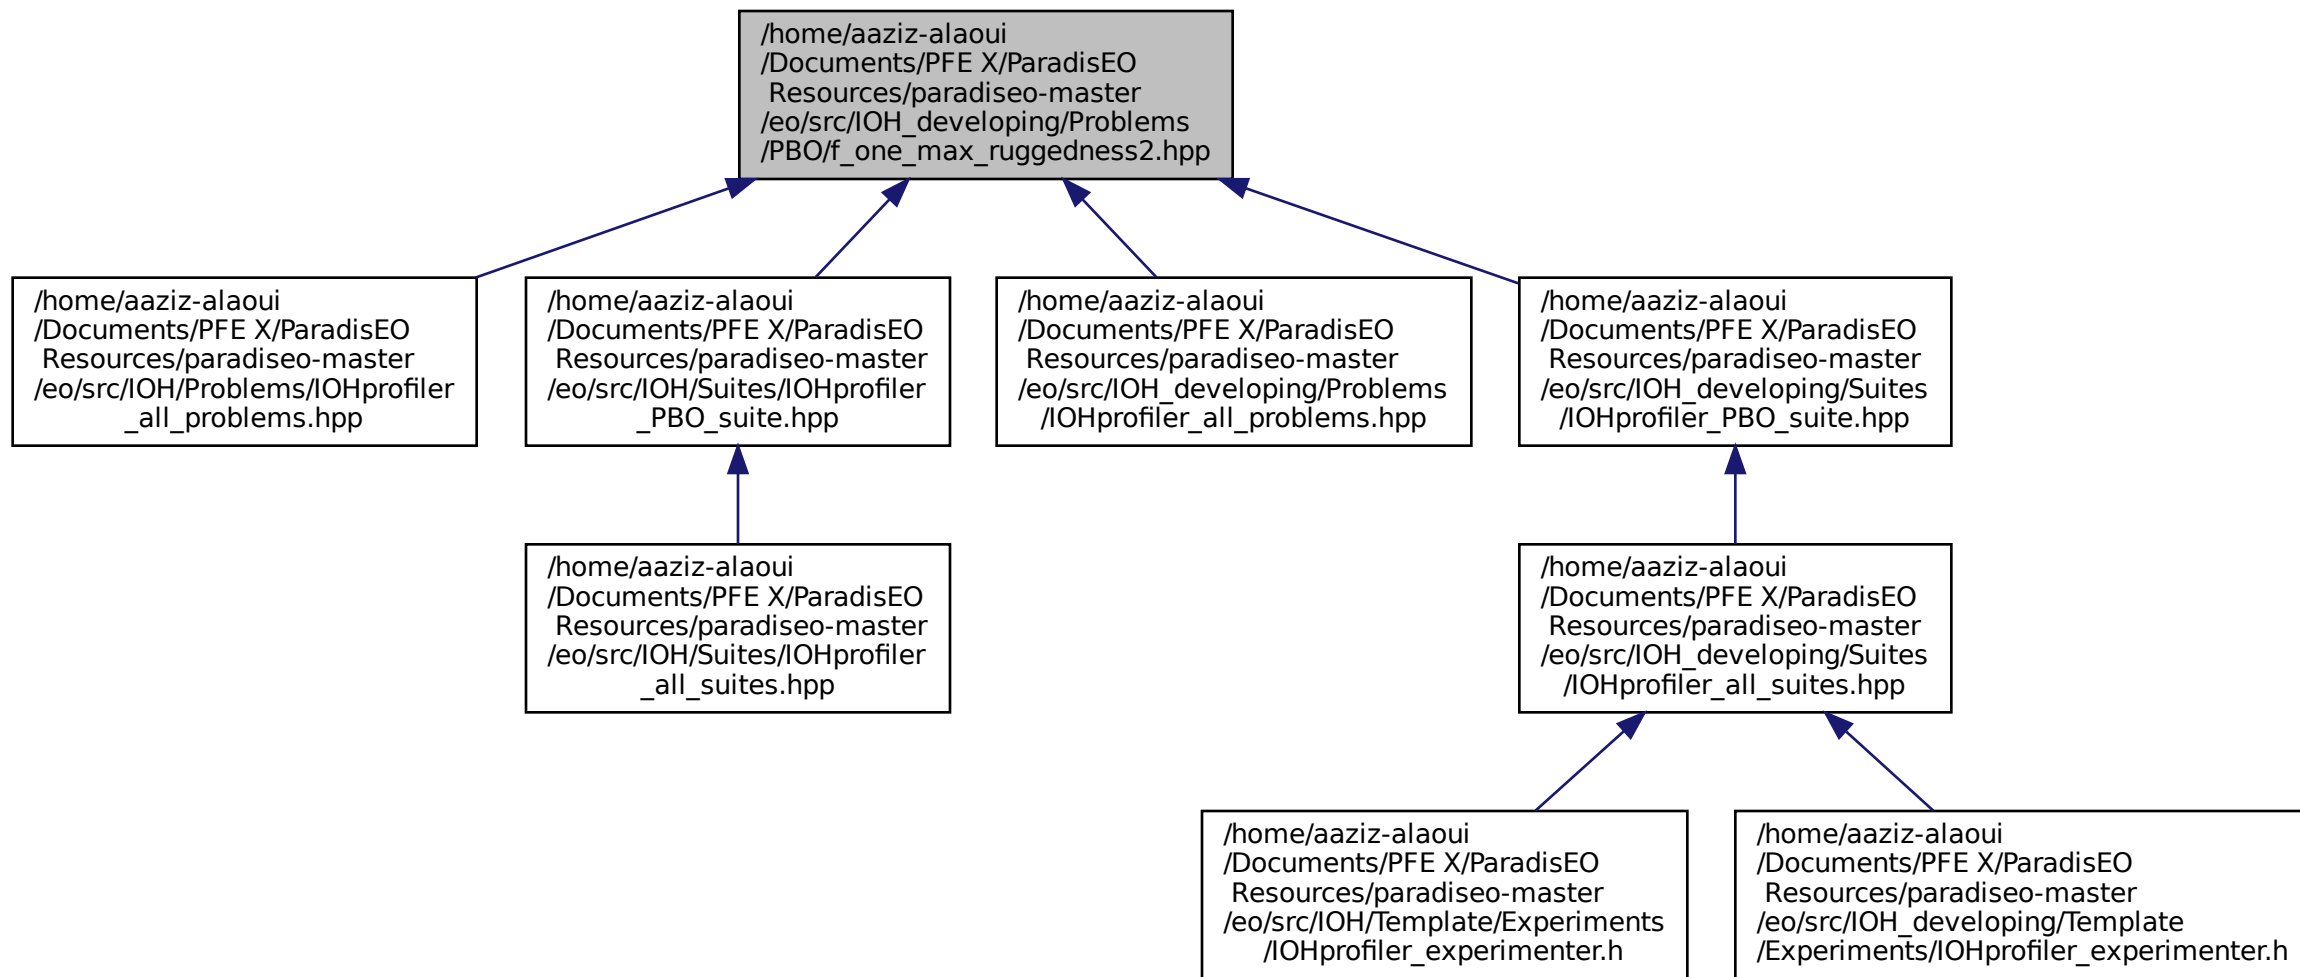 /home/aaziz-alaoui
/Documents/PFE X/ParadisEO
Resources/paradiseo-master
/eo/src/IOH_developing/Problems
/PBO/f_one_max_ruggedness2.hpp
/home/aaziz-alaoui
/Documents/PFE X/ParadisEO
Resources/paradiseo-master
/eo/src/IOH/Problems/IOHprofiler
_all_problems.hpp
/home/aaziz-alaoui
/Documents/PFE X/ParadisEO
Resources/paradiseo-master
/eo/src/IOH/Suites/IOHprofiler
_PBO_suite.hpp
/home/aaziz-alaoui
/Documents/PFE X/ParadisEO
Resources/paradiseo-master
/eo/src/IOH_developing/Problems
/IOHprofiler_all_problems.hpp
/home/aaziz-alaoui
/Documents/PFE X/ParadisEO
Resources/paradiseo-master
/eo/src/IOH_developing/Suites
/IOHprofiler_PBO_suite.hpp
/home/aaziz-alaoui
/Documents/PFE X/ParadisEO
Resources/paradiseo-master
/eo/src/IOH/Suites/IOHprofiler
_all_suites.hpp
/home/aaziz-alaoui
/Documents/PFE X/ParadisEO
Resources/paradiseo-master
/eo/src/IOH_developing/Suites
/IOHprofiler_all_suites.hpp
/home/aaziz-alaoui
/Documents/PFE X/ParadisEO
Resources/paradiseo-master
/eo/src/IOH/Template/Experiments
/IOHprofiler_experimenter.h
/home/aaziz-alaoui
/Documents/PFE X/ParadisEO
Resources/paradiseo-master
/eo/src/IOH_developing/Template
/Experiments/IOHprofiler_experimenter.h